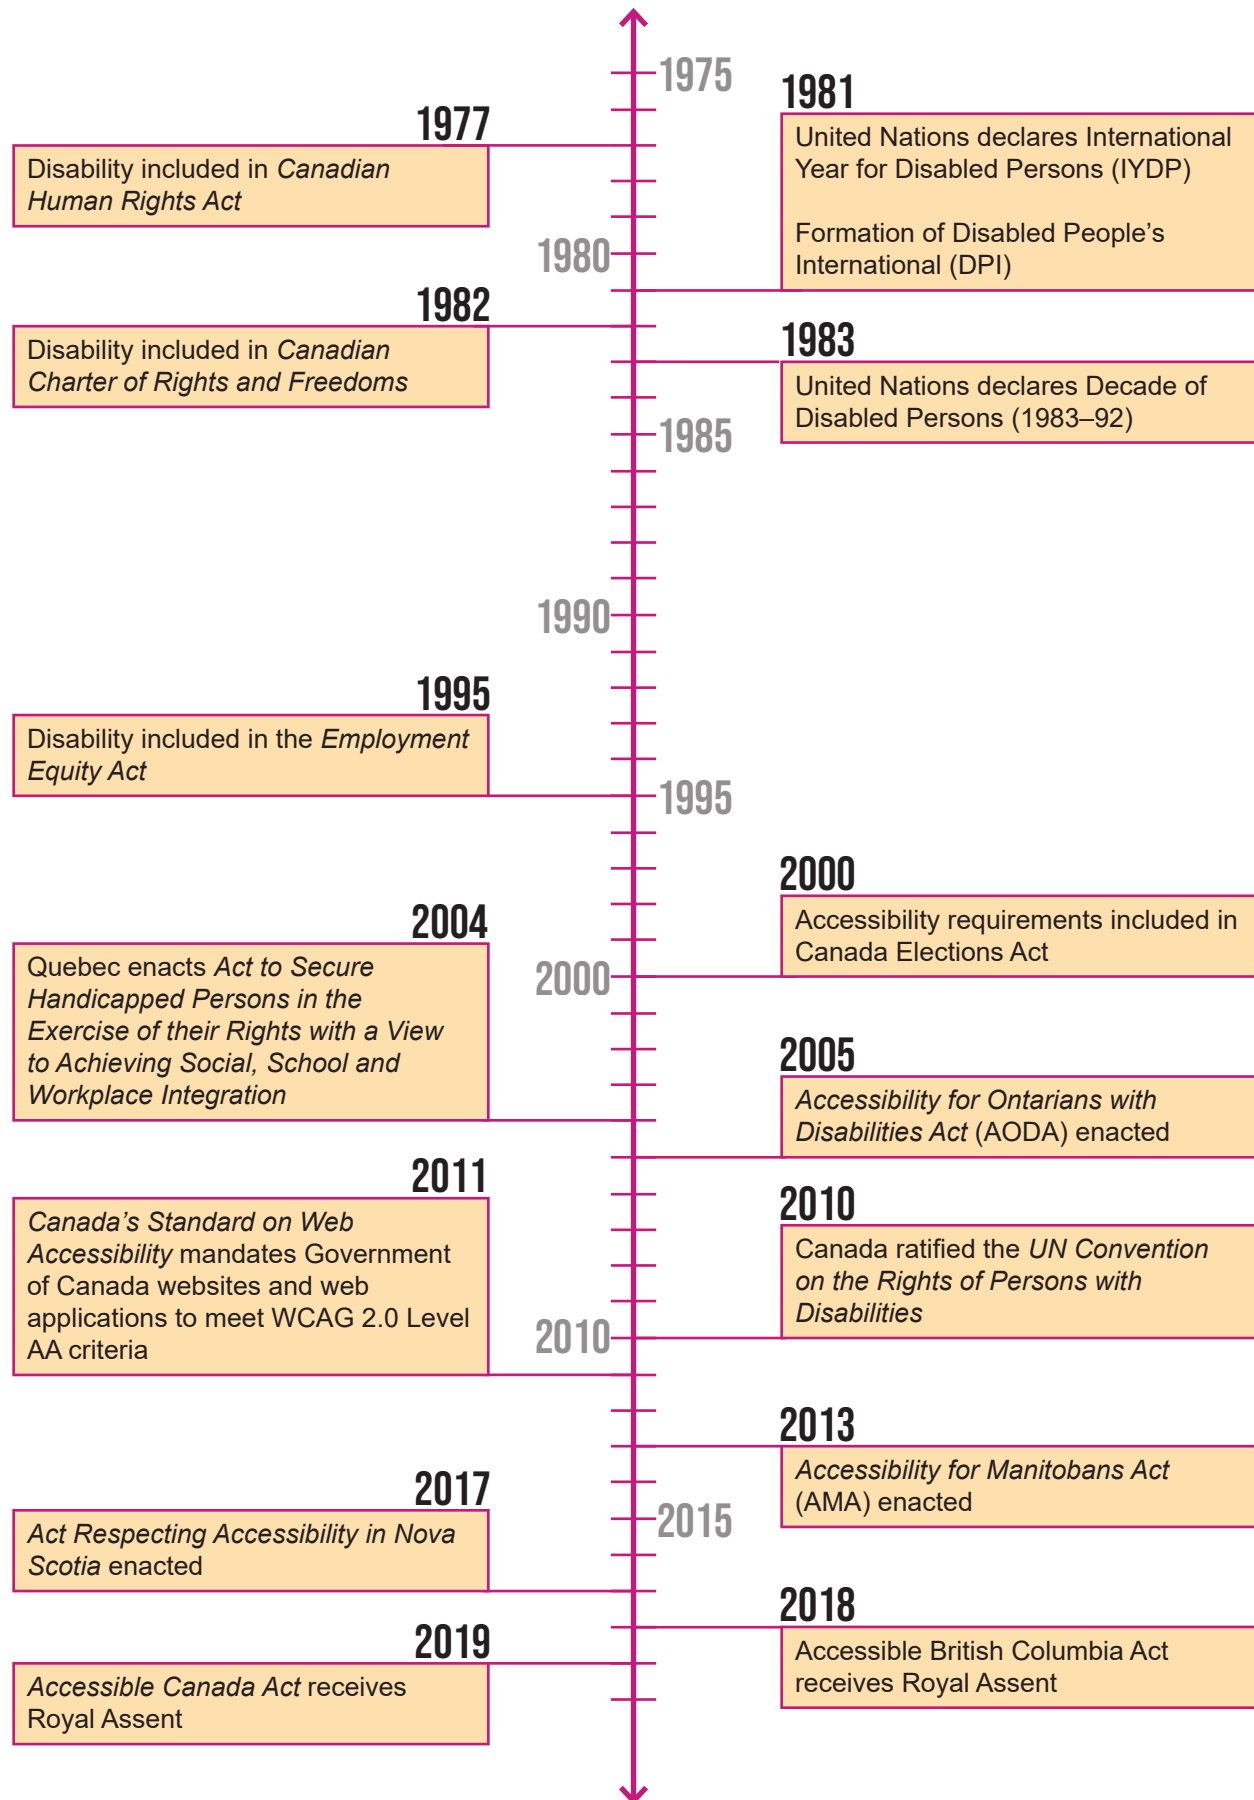 1975
1977
Disability included in Canadian
Human Rights Act
1981
United Nations declares International
Year for Disabled Persons (IYDP)
Formation of Disabled People’s
International (DPI)
1980
1982
Disability included in Canadian
Charter of Rights and Freedoms
1983
United Nations declares Decade of
Disabled Persons (1983–92)
1985
1990
1995
Disability included in the Employment
Equity Act
1995
2000
Accessibility requirements included in
Canada Elections Act
2004
Quebec enacts Act to Secure
Handicapped Persons in the
Exercise of their Rights with a View
to Achieving Social, School and
Workplace Integration
2000
2005
Accessibility for Ontarians with
Disabilities Act (AODA) enacted
2011
Canada’s Standard on Web
Accessibility mandates Government
of Canada websites and web
applications to meet WCAG 2.0 Level
AA criteria
2010
Canada ratified the UN Convention
on the Rights of Persons with
Disabilities
2010
2013
Accessibility for Manitobans Act
(AMA) enacted
2017
Act Respecting Accessibility in Nova
Scotia enacted
2015
2018
Accessible British Columbia Act
receives Royal Assent
2019
Accessible Canada Act receives
Royal Assent